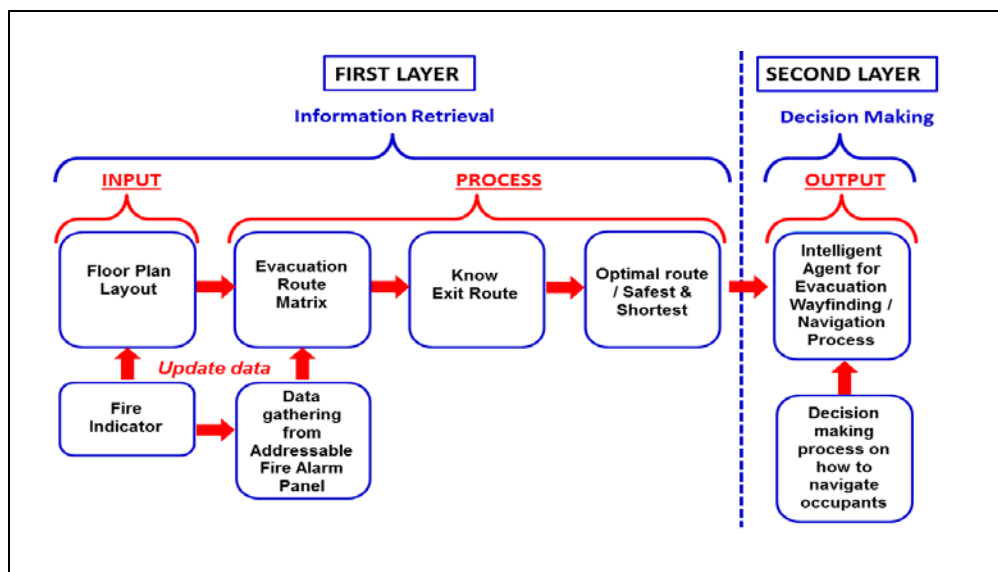 FIRST LAYER
SECOND LAYER
Information Retrieval
Decision Making
INPUT
PROCESS
OUTPUT
Floor Plan
Layout
Evacuation
Route
Matrix
Know
Exit Route
Optimal route
/ Safest &
Shortest
Intelligent
Agent for
Evacuation
Wayfinding /
Navigation
Process
Update data
Fire
Indicator
Data
gathering
from
Addressable
Fire Alarm
Panel
Decision
making
process on
how to
navigate
occupants